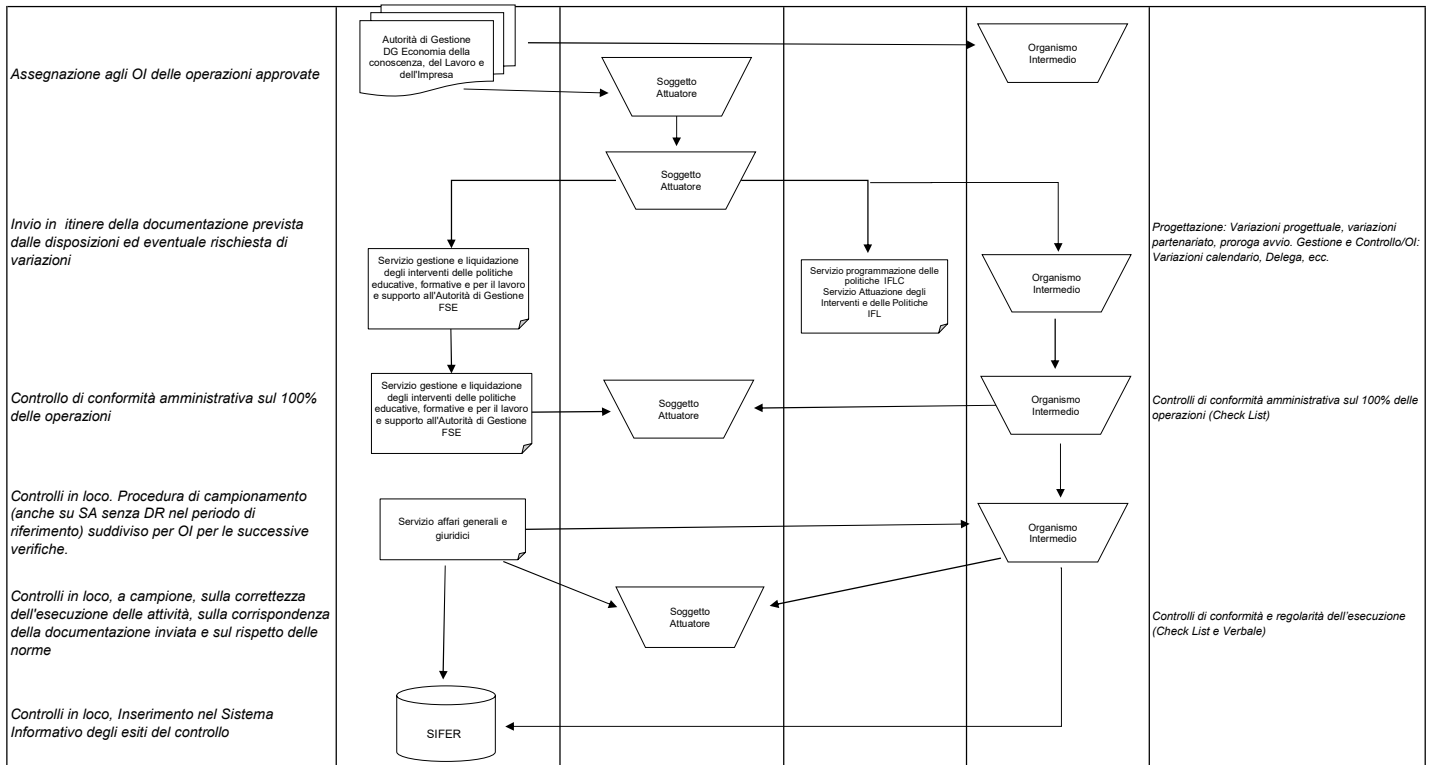 Autorità di Gestione
DG Economia della
conoscenza, del Lavoro e
dell'Impresa
Organismo
Intermedio
Assegnazione agli OI delle operazioni approvate
Soggetto
Attuatore
Soggetto
Attuatore
Invio in itinere della documentazione prevista
dalle disposizioni ed eventuale rischiesta di
variazioni
Servizio gestione e liquidazione
degli interventi delle politiche
educative, formative e per il lavoro
e supporto all'Autorità di Gestione
FSE
Servizio programmazione delle
politiche IFLC
Servizio Attuazione degli
Interventi e delle Politiche
IFL
Organismo
Intermedio
Progettazione: Variazioni progettuale, variazioni
partenariato, proroga avvio. Gestione e Controllo/OI:
Variazioni calendario, Delega, ecc.
Controllo di conformità amministrativa sul 100%
delle operazioni
Servizio gestione e liquidazione
degli interventi delle politiche
educative, formative e per il lavoro
e supporto all'Autorità di Gestione
FSE
Soggetto
Attuatore
Organismo
Intermedio
Controlli di conformità amministrativa sul 100% delle
operazioni (Check List)
Controlli in loco. Procedura di campionamento
(anche su SA senza DR nel periodo di
riferimento) suddiviso per OI per le successive
verifiche.
Servizio affari generali e
giuridici
Organismo
Intermedio
Controlli in loco, a campione, sulla correttezza
dell'esecuzione delle attività, sulla corrispondenza
della documentazione inviata e sul rispetto delle
norme
Soggetto
Attuatore
Controlli di conformità e regolarità dell'esecuzione
(Check List e Verbale)
Controlli in loco, Inserimento nel Sistema
Informativo degli esiti del controllo
SIFER